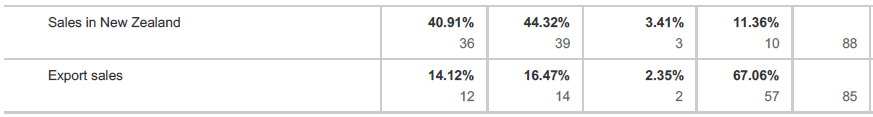 Sales in New Zealand 40.91% 44.32% 3.41% 11.36%
36 39 3 10 88
Export sales 14.12% 16.47% 2.35% 67.06%
12 14 2 57 85